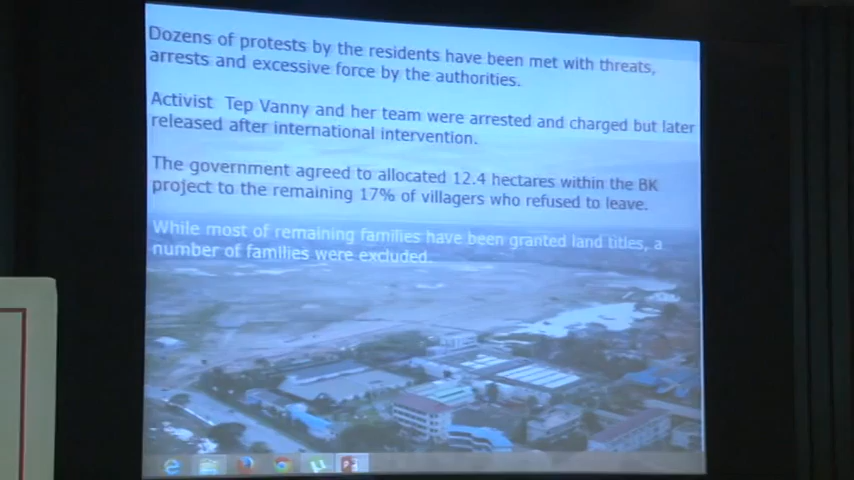 Dozens of protests by the residents have been met with threats,
arrests and excessive force by the authorities.
Activist Tep Vanny and her team were arrested and charged but later
released after international intervention.
The government agreed to allocated 12.4 hectares within the BK
project to the remaining 17% of villagers who refused to leave.
While most of remaining families have been granted land titles, a
number of families were excluded